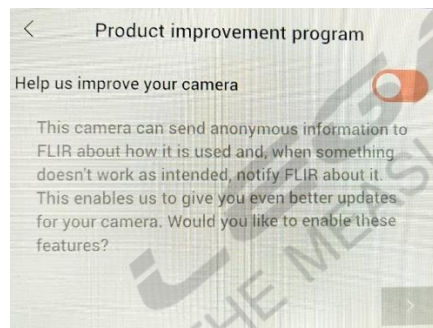 Product improvement program
Help us improve your camera
This camera can send anonymous information to
FLIR about how it is used and, when something
doesn't work as intended, notify FLIR about it.
This enables us to give you even better updates
for your camera. Would you like to enable these
features?
THE MEAS